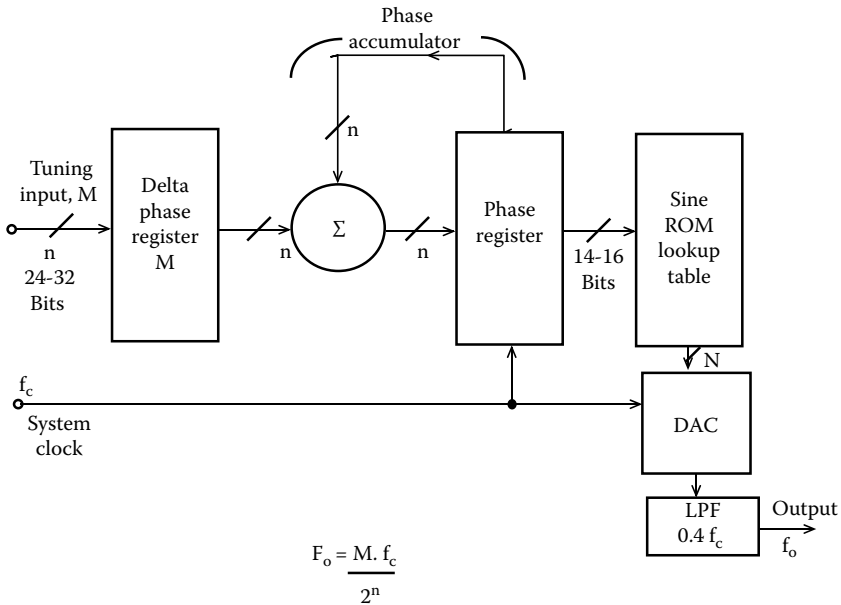 Phase
accumulator
n
Tuning
input, M
n
24-32
Bits
Delta
phase
register
M
n
Σ
n
Phase
register
14-16
Bits
Sine
ROM
lookup
table
N
f_c
System
clock
DAC
LPF
0.4 f_c
Output
f_o
F_o = M. f_c
2^n